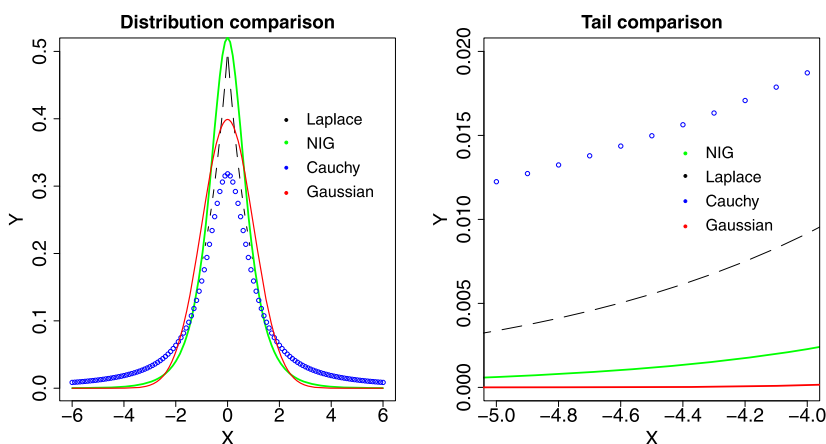 Distribution comparison
Y
0.5
0.4
0.3
0.2
0.1
0.0
Laplace
NIG
Cauchy
Gaussian
−6 −4 −2 0 2 4 6
X
Tail comparison
Y
0.020
0.015
0.010
0.005
0.000
NIG
Laplace
Cauchy
Gaussian
−5.0 −4.8 −4.6 −4.4 −4.2 −4.0
X